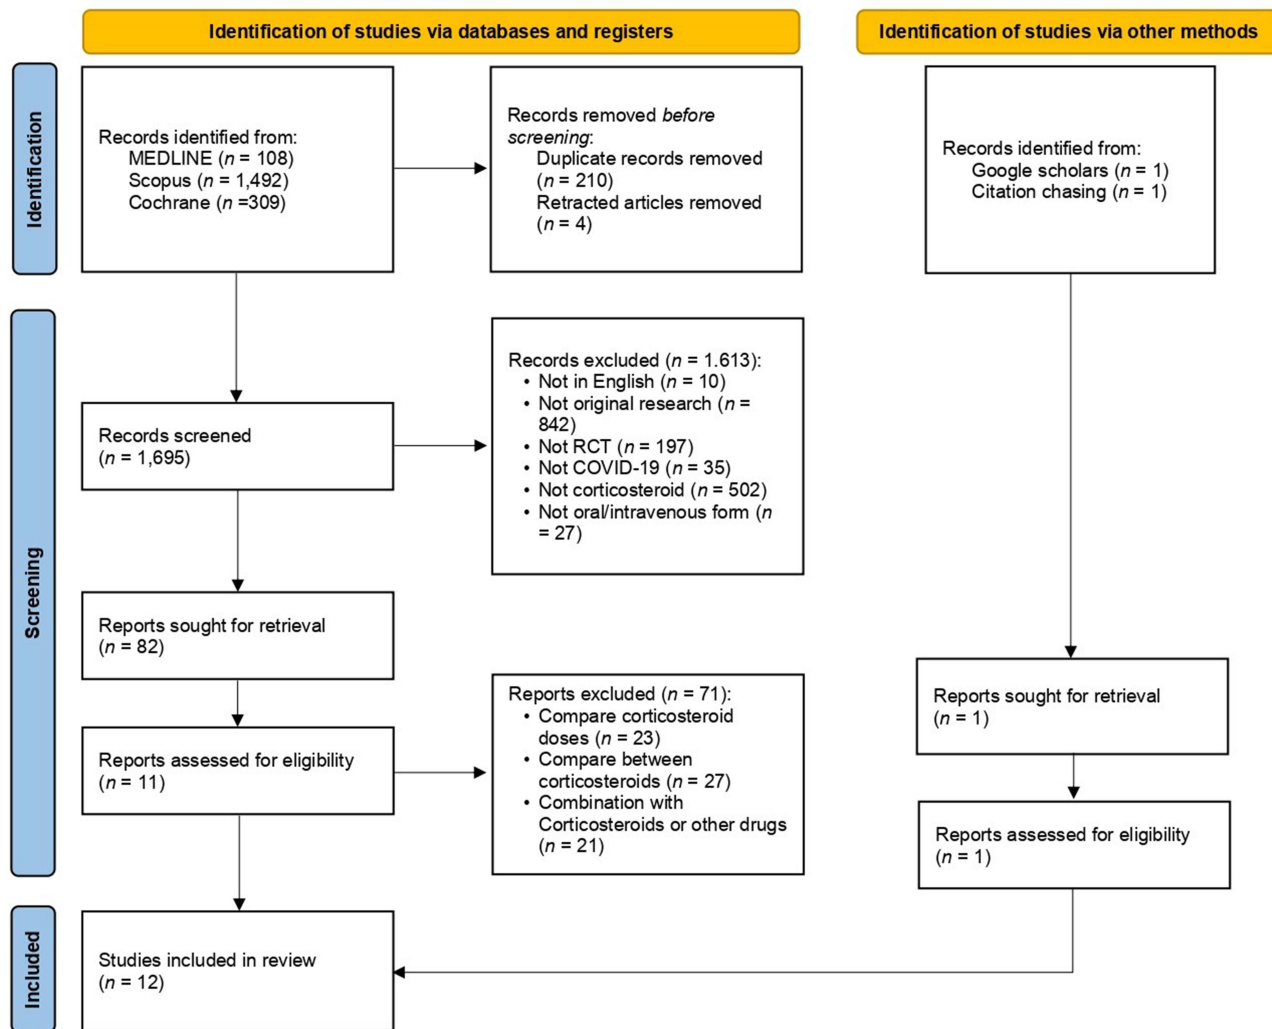 Identification of studies via databases and registers
Identification of studies via other methods
Identification
Records identified from:
MEDLINE (n = 108)
Scopus (n = 1,492)
Cochrane (n =309)
Records removed before
screening:
Duplicate records removed
(n = 210)
Retracted articles removed
(n = 4)
Records identified from:
Google scholars (n = 1)
Citation chasing (n = 1)
Screening
Records screened
(n = 1,695)
Records excluded (n = 1.613):
• Not in English (n = 10)
• Not original research (n =
842)
• Not RCT (n = 197)
• Not COVID-19 (n = 35)
• Not corticosteroid (n = 502)
• Not oral/intravenous form (n
= 27)
Reports sought for retrieval
(n = 82)
Reports assessed for eligibility
(n = 11)
Reports excluded (n = 71):
• Compare corticosteroid
doses (n = 23)
• Compare between
corticosteroids (n = 27)
• Combination with
Corticosteroids or other drugs
(n = 21)
Reports sought for retrieval
(n = 1)
Reports assessed for eligibility
(n = 1)
Included
Studies included in review
(n = 12)